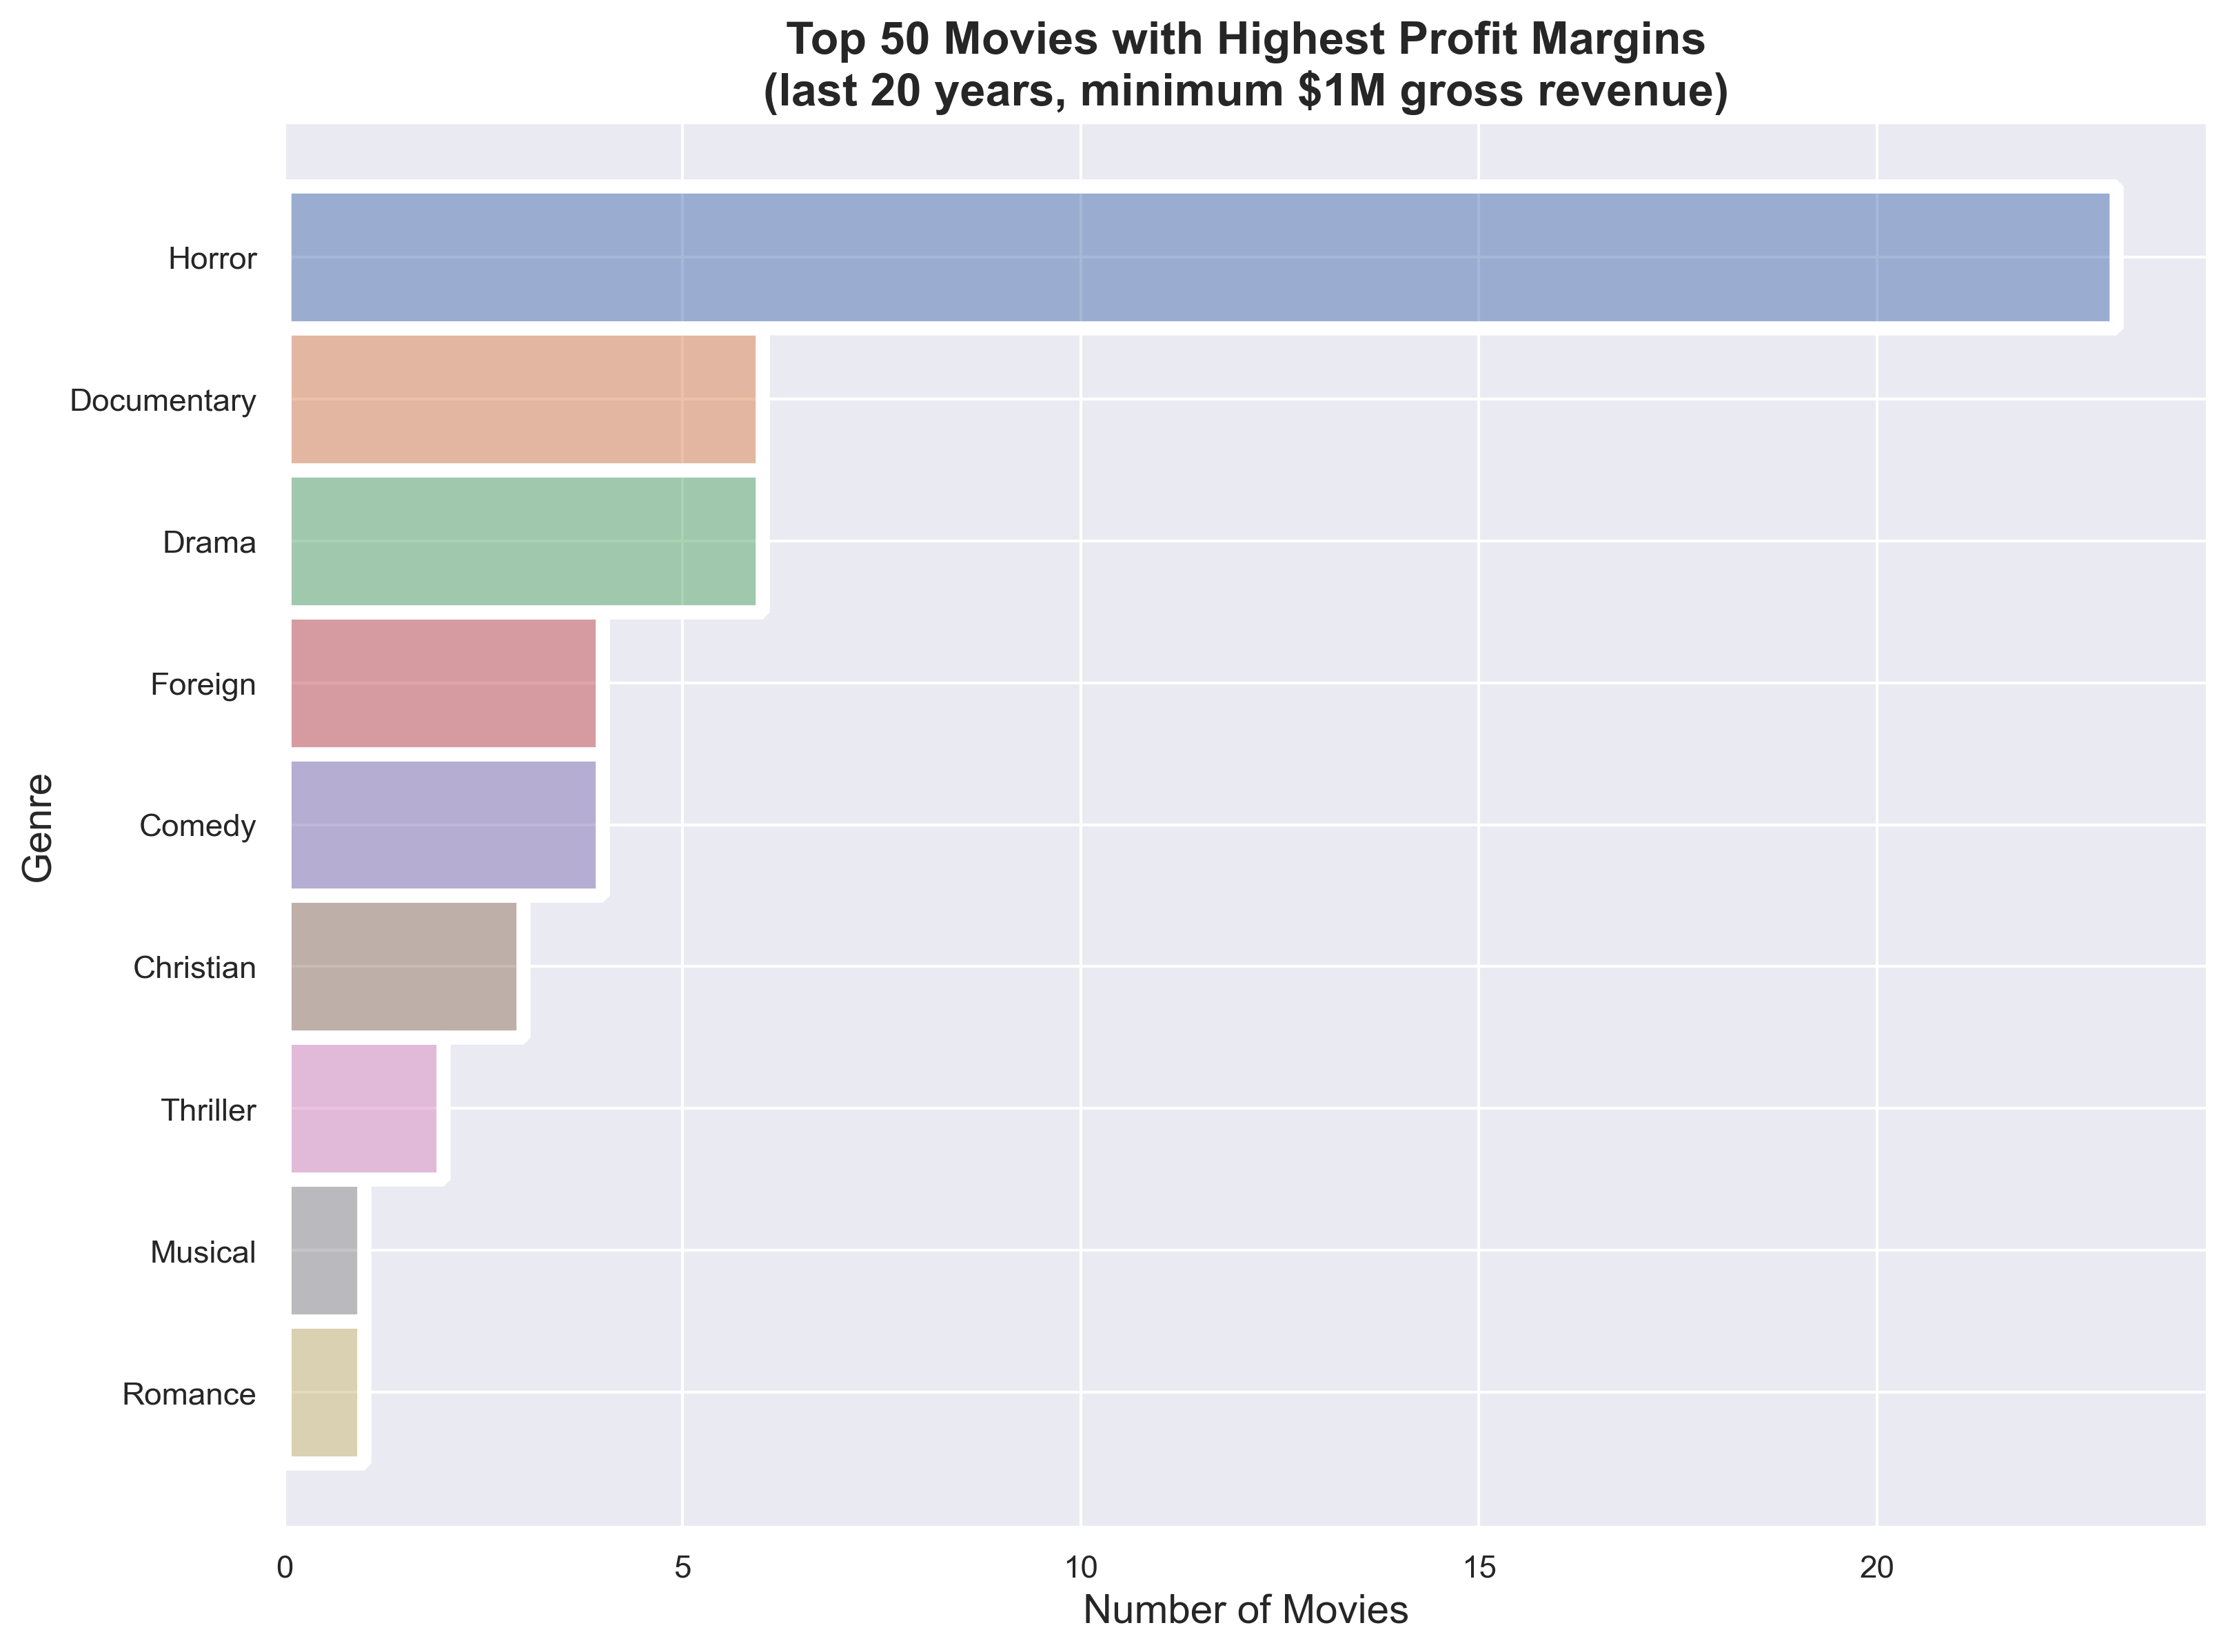 Top 50 Movies with Highest Profit Margins
(last 20 years, minimum $1M gross revenue)
Genre
Horror
Documentary
Drama
Foreign
Comedy
Christian
Thriller
Musical
Romance
0 5 10 15 20
Number of Movies